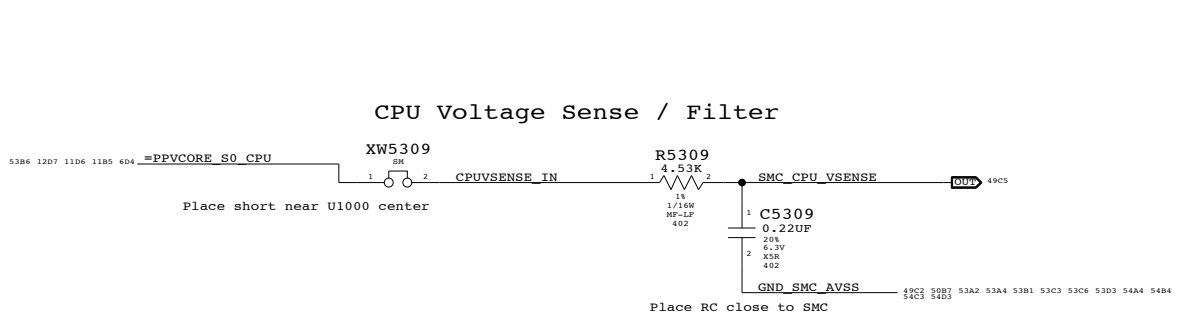 CPU Voltage Sense / Filter
XW5309
SM
53B6 12D7 11D6 11B5 6D4 =PPVCORE_S0_CPU
1 2
CPUVSENSE_IN
Place short near U1000 center
R5309
4.53K
1 2
1%
1/16W
MF-LF
402
SMC_CPU_VSENSE
OUT 49C5
1 C5309
0.22UF
20%
6.3V
2 X5R
402
GND_SMC_AVSS
49C2 50B7 53A2 53A4 53B1 53C3 53C6 53D3 54A4 54B4
54C3 54D3
Place RC close to SMC